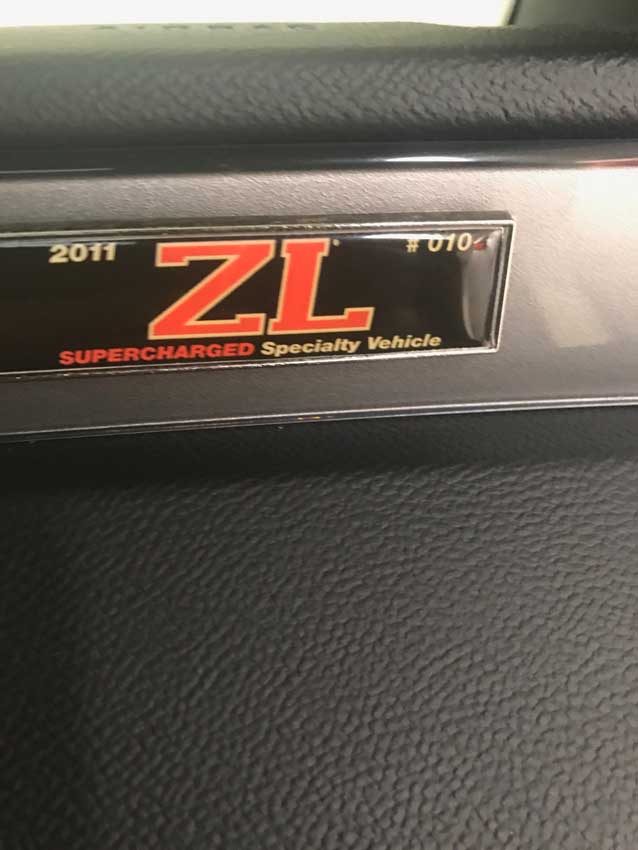 2011 ZL # 010
SUPERCHARGED Specialty Vehicle